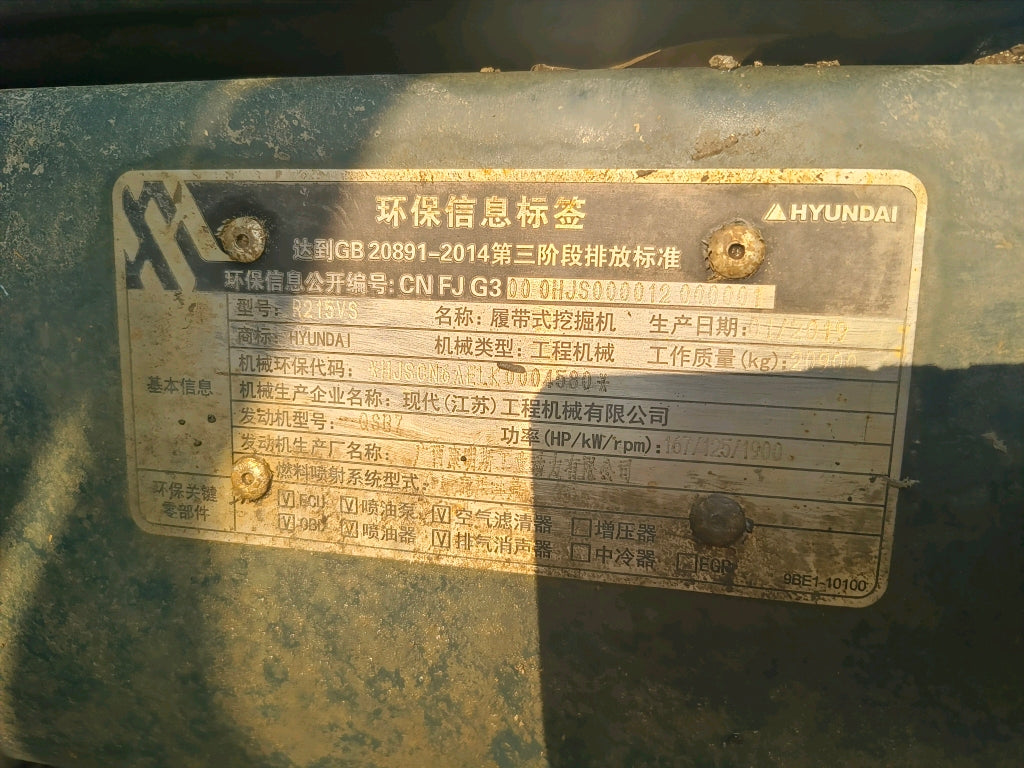 环保信息标签
HYUNDAI
达到GB 20891-2014第三阶段排放标准
环保信息公开编号: CN FJ G3 00 0HJS000012 000001
型号: R215VS 名称: 履带式挖掘机 生产日期:
商标: HYUNDAI 机械类型: 工程机械 工作质量(kg):
基本信息
机械环保代码: 0004580*
机械生产企业名称: 现代(江苏)工程机械有限公司
发动机型号: QSB7 功率(HP/kW/rpm): 167/125/1900
发动机生产厂名称: 有限公司
燃料喷射系统型式:
环保关键零部件
V ECU V 喷油泵 V 空气滤清器 增压器
V OBD V 喷油器 V 排气消声器 中冷器 EGR
9BE1-10100